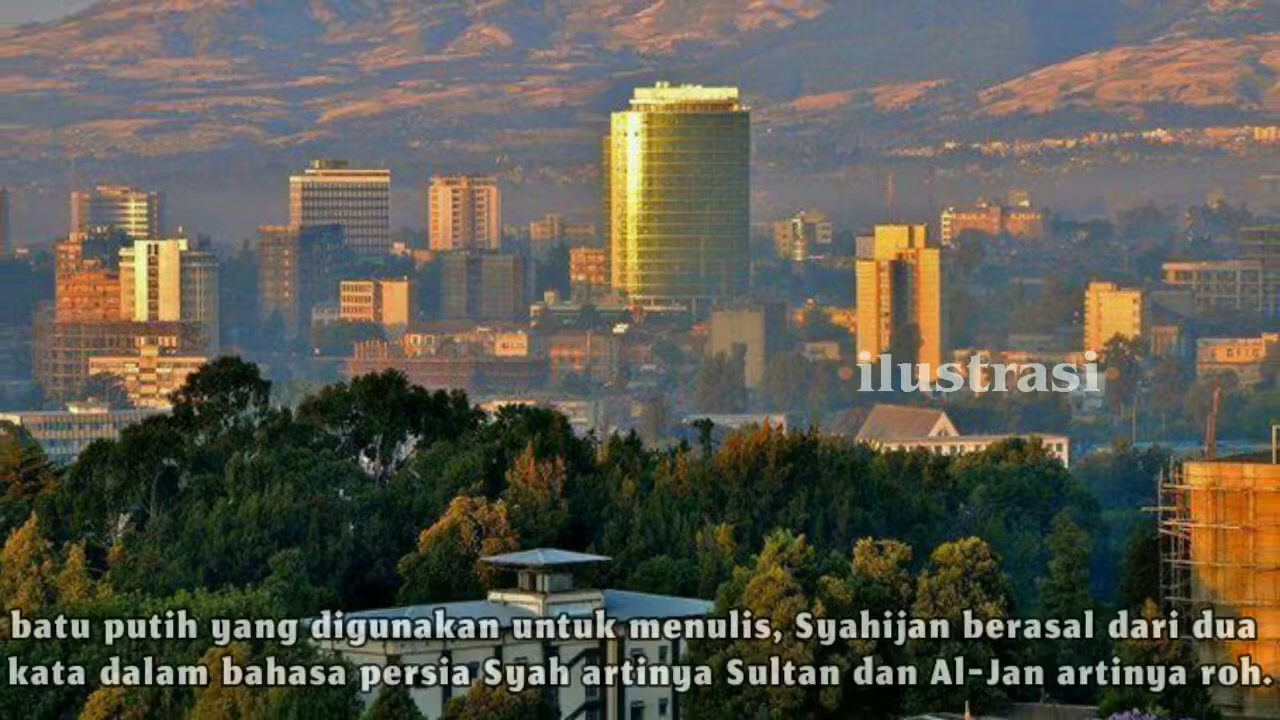 ilustrasi
batu putih yang digunakan untuk menulis, Syahijan berasal dari dua
kata dalam bahasa persia Syah artinya Sultan dan Al-Jan artinya roh.